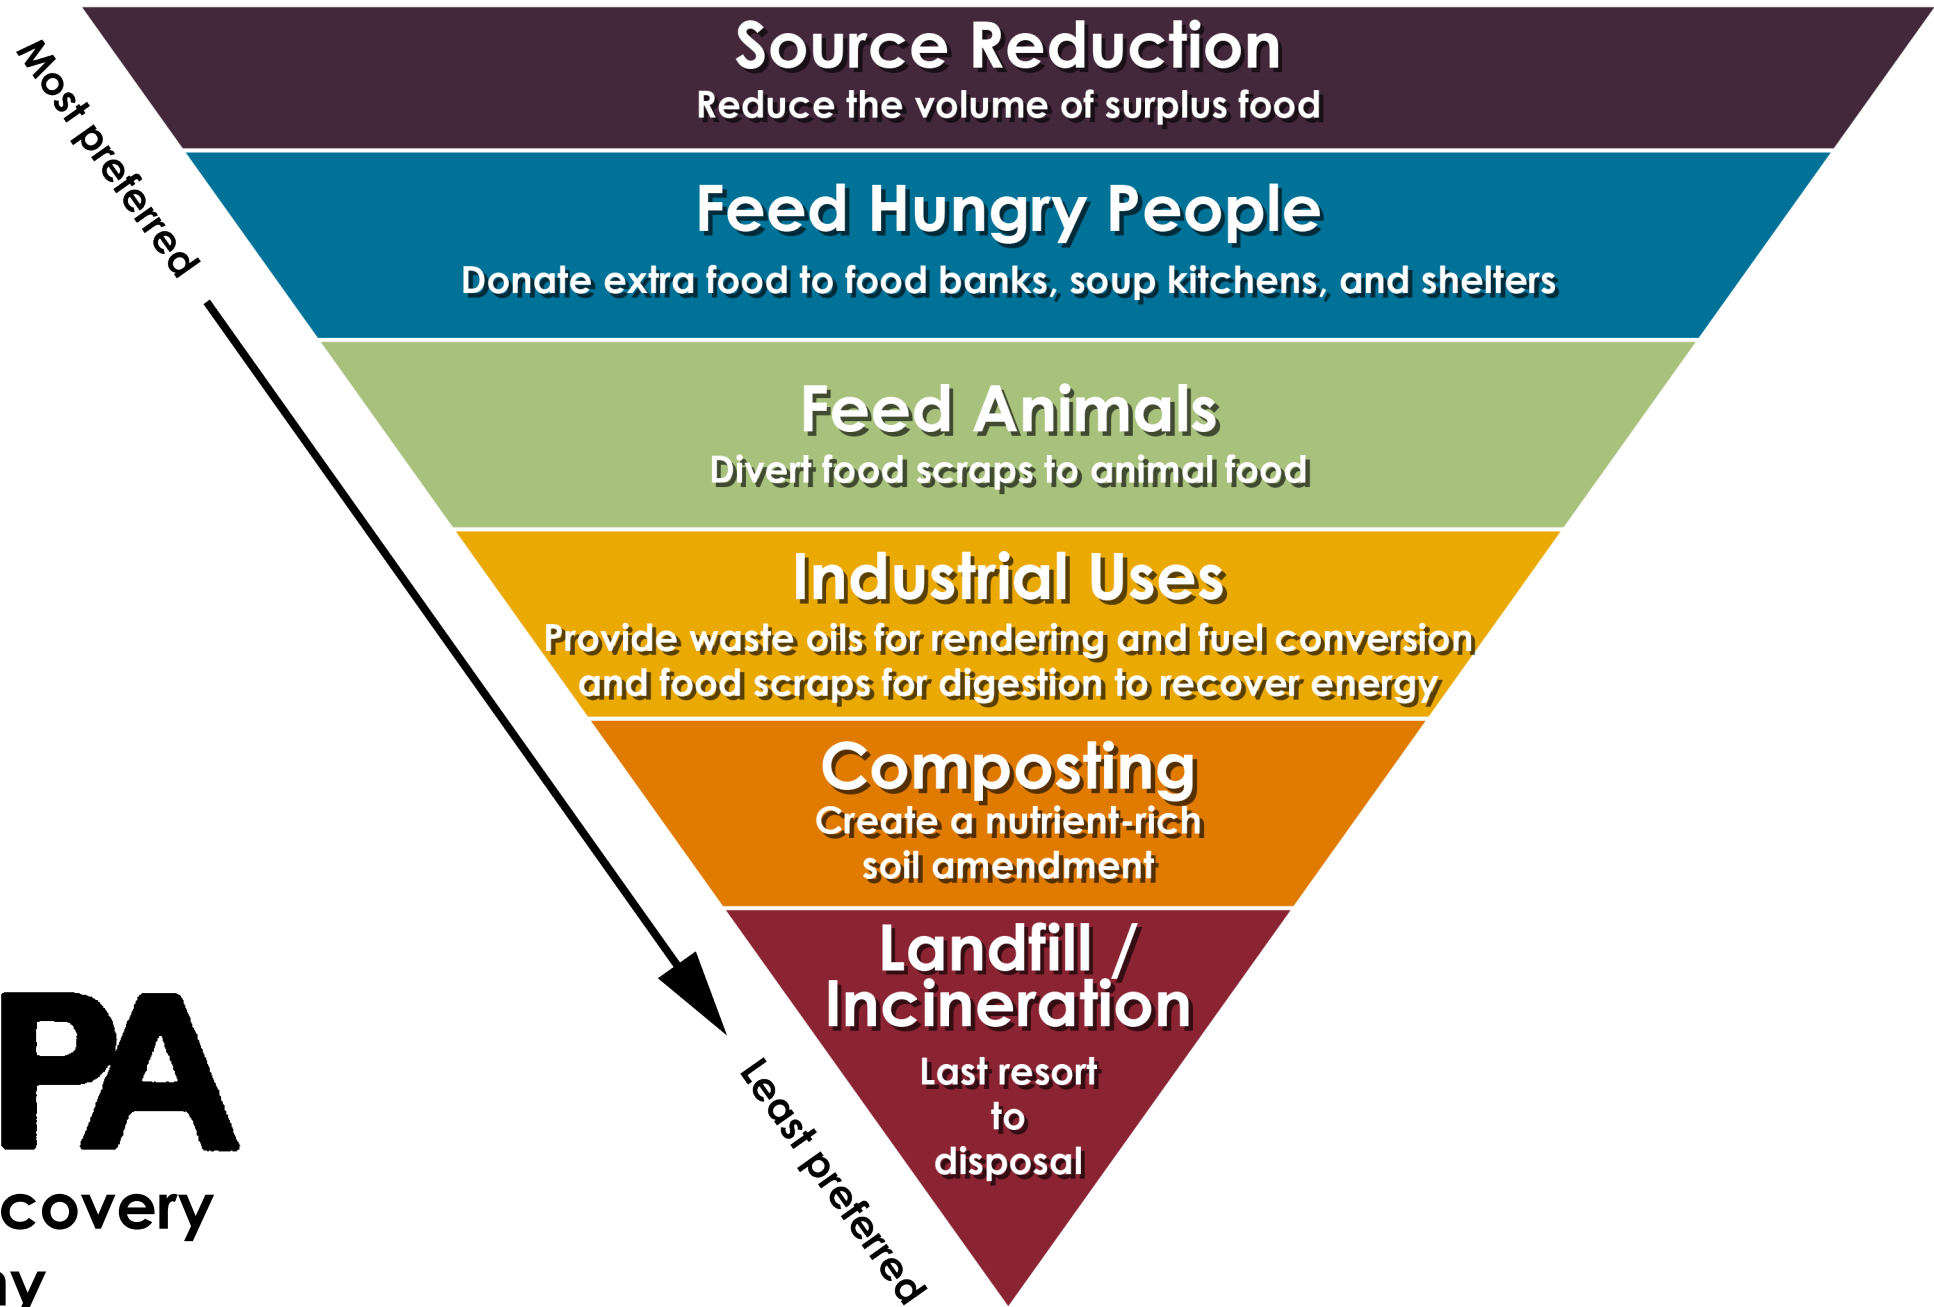 Most preferred
Source Reduction
Reduce the volume of surplus food
Feed Hungry People
Donate extra food to food banks, soup kitchens, and shelters
Feed Animals
Divert food scraps to animal food
Industrial Uses
Provide waste oils for rendering and fuel conversion
and food scraps for digestion to recover energy
Composting
Create a nutrient-rich
soil amendment
Landfill /
Incineration
Last resort
to
disposal
Least preferred
PA
covery